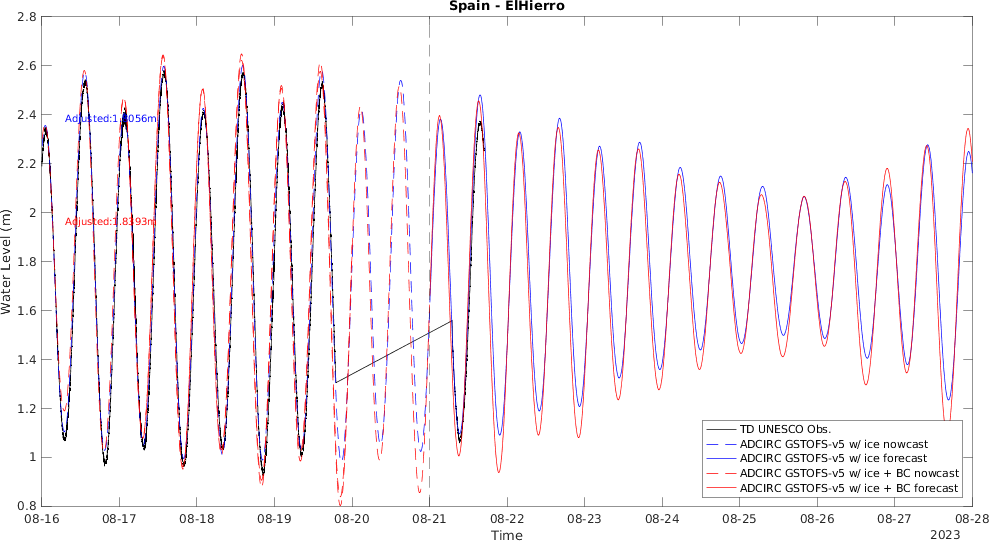 Spain - ElHierro
Water Level (m)
2.8
2.6
2.4
2.2
2
1.8
1.6
1.4
1.2
1
0.8
Adjusted:1.8393m
TD UNESCO Obs.
ADCIRC GSTOFS-v5 w/ ice nowcast
ADCIRC GSTOFS-v5 w/ ice forecast
ADCIRC GSTOFS-v5 w/ ice + BC nowcast
ADCIRC GSTOFS-v5 w/ ice + BC forecast
08-16 08-17 08-18 08-19 08-20 08-21 08-22 08-23 08-24 08-25 08-26 08-27 08-28
Time
2023